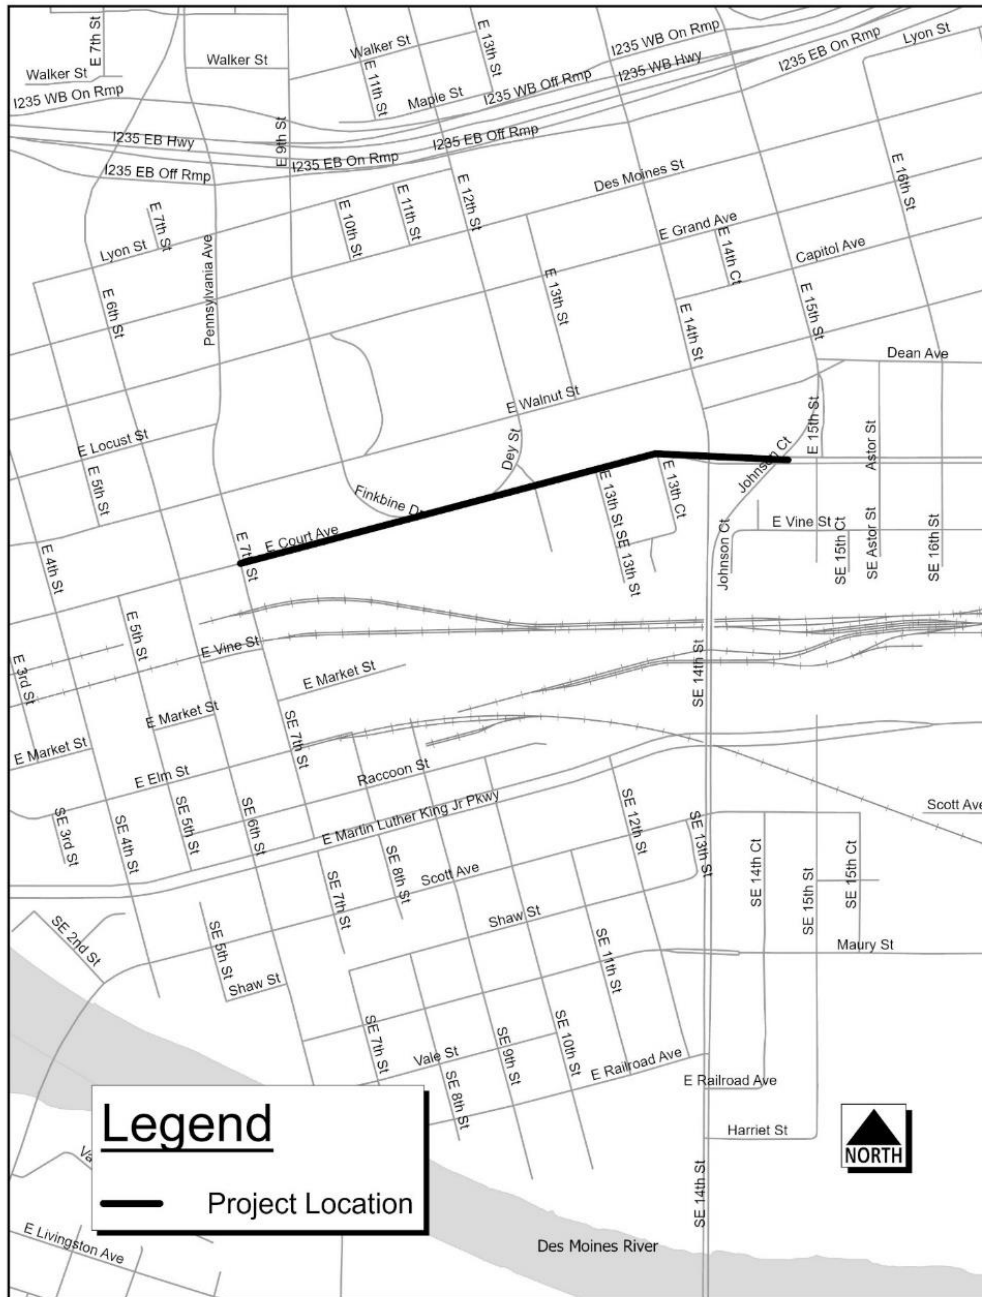 E 7th St
Walker St
Walker St
Walker St
E 11th St
E 13th St
Maple St
I235 WB On Rmp
I235 WB Off Rmp
I235 WB Hwy
I235 EB On Rmp
Lyon St
I235 WB On Rmp
I235 EB Hwy
I235 EB Off Rmp
E 9th St
I235 EB On Rmp
I235 EB Off Rmp
Des Moines St
E 16th St
Lyon St
E 7th St
Pennsylvania Ave
E 10th St
E 11th St
E 12th St
E Grand Ave
E 14th Ct
Capitol Ave
E 6th St
E 13th St
E 14th St
E 15th St
Dean Ave
E Walnut St
E Locust St
E 5th St
Dey St
Finkbine D
E Court Ave
E 7th St
E 13th St
SE 13th St
E 13th Ct
Johnson Ct
E 15th St
Astor St
E Vine St
Johnson Ct
SE 15th Ct
SE Astor St
SE 16th St
E 4th St
E 5th St
E Vine St
E 3rd St
E Market St
E Market St
E Market St
SE 7th St
SE 14th St
E Elm St
Raccoon St
E Martin Luther King Jr Pkwy
SE 3rd St
SE 4th St
SE 5th St
SE 6th St
SE 7th St
SE 8th St
Scott Ave
SE 12th St
SE 13th St
SE 14th Ct
SE 15th St
SE 15th Ct
Scott Ave
SE 2nd St
SE 5th St
Shaw St
Shaw St
SE 11th St
Maury St
SE 7th St
Vale St
SE 8th St
SE 9th St
SE 10th St
E Railroad Ave
E Railroad Ave
Harriet St
SE 14th St
Legend
Project Location
NORTH
Va
E Livingston Ave
Des Moines River